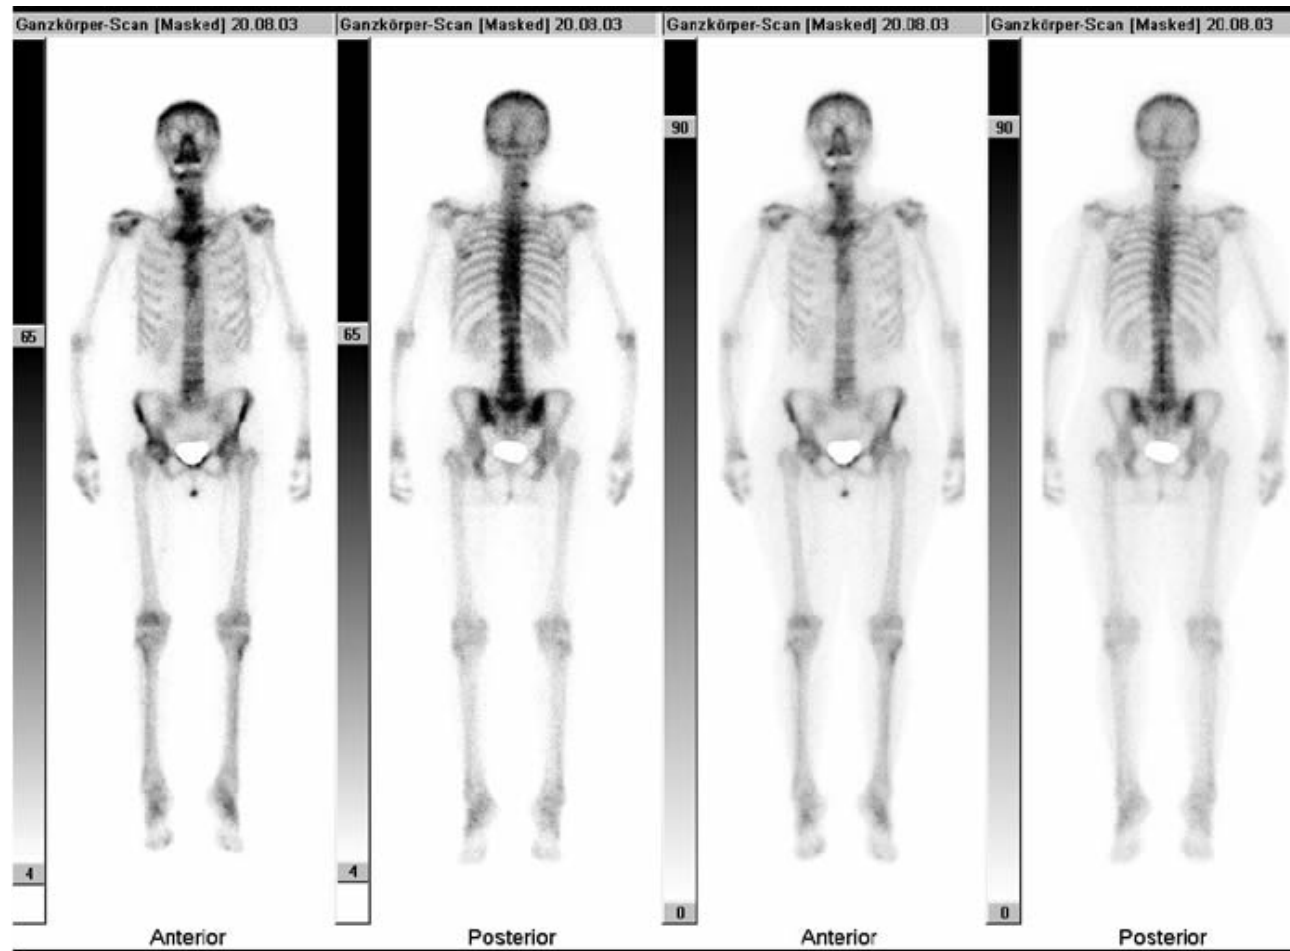 Ganzkörper-Scan [Masked] 20.08.03
Ganzkörper-Scan [Masked] 20.08.03
Ganzkörper-Scan [Masked] 20.08.03
Ganzkörper-Scan [Masked] 20.08.03
65
4
65
4
90
0
90
0
Anterior
Posterior
Anterior
Posterior